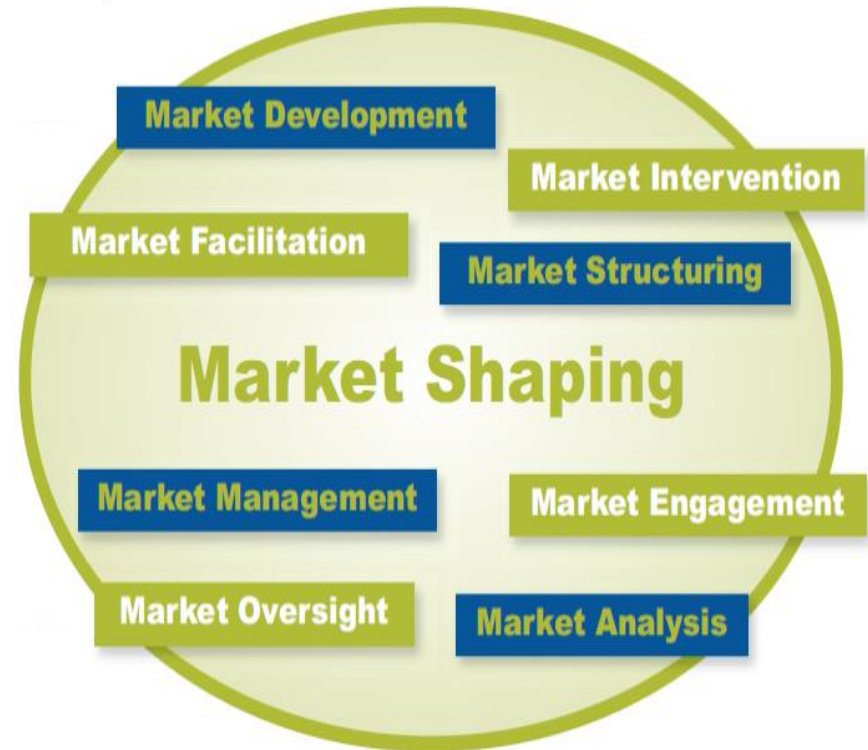 Market Development
Market Intervention
Market Facilitation
Market Structuring
Market Shaping
Market Management
Market Engagement
Market Oversight
Market Analysis